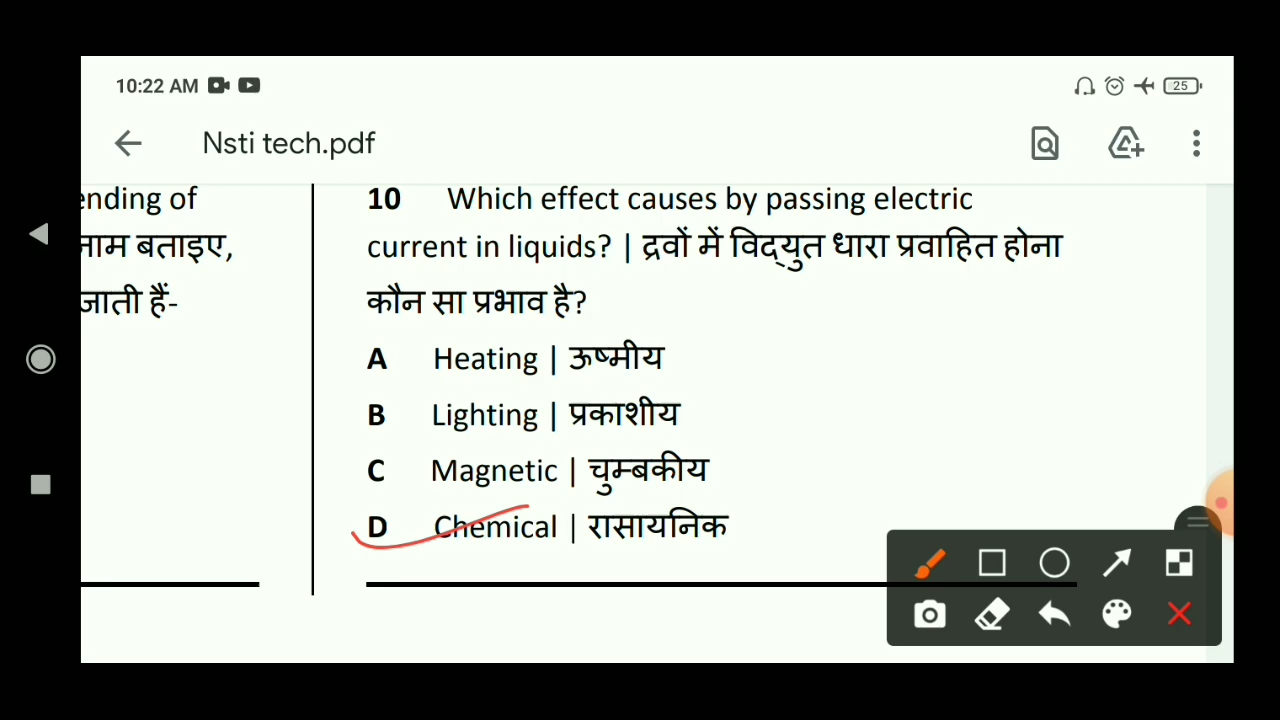 10:22 AM
25
Nsti tech.pdf
ending of
नाम बताइए,
जाती हैं-
10 Which effect causes by passing electric
current in liquids? | द्रवों में विद्युत धारा प्रवाहित होना
कौन सा प्रभाव है?
A Heating | ऊष्मीय
B Lighting | प्रकाशीय
C Magnetic | चुम्बकीय
D Chemical | रासायनिक